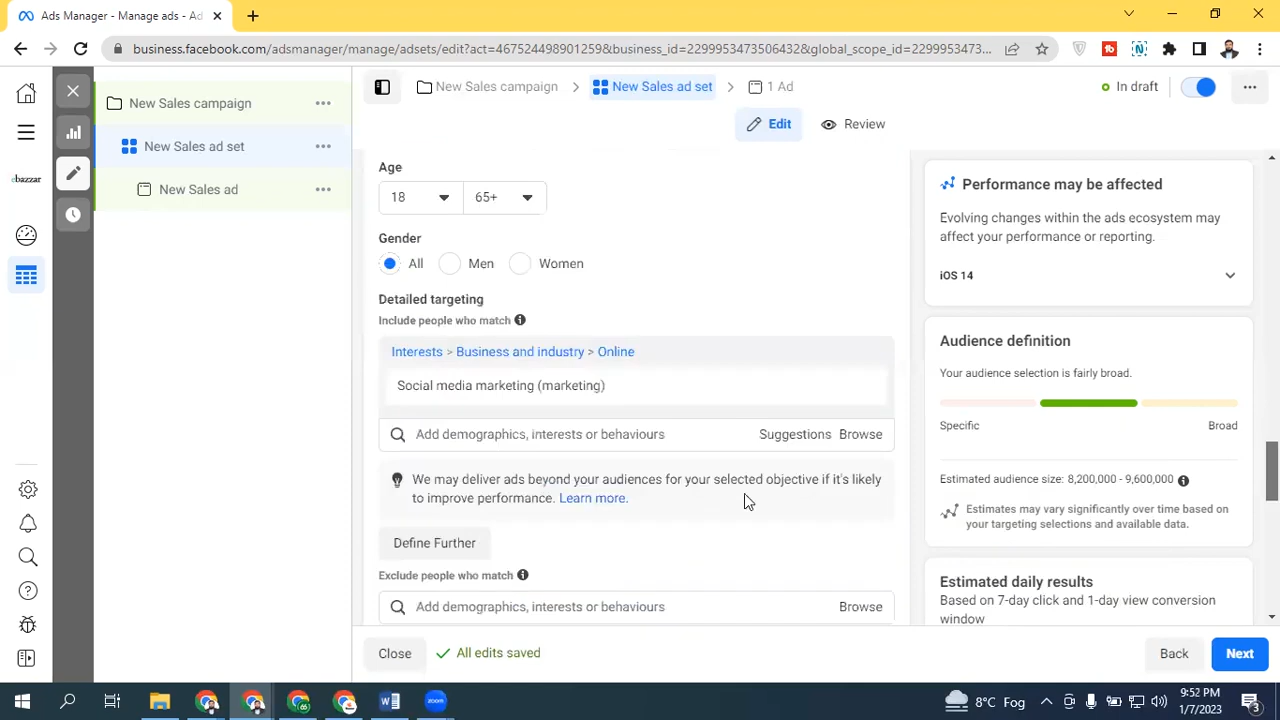 Ads Manager - Manage ads - Ad
business.facebook.com/adsmanager/manage/adsets/edit?act=467524498901259&business_id=2299953473506432&global_scope_id=2299953473...
New Sales campaign
New Sales ad set
1 Ad
In draft
Edit
Review
New Sales campaign
New Sales ad set
New Sales ad
ebazzar
Age
18
65+
Gender
All
Men
Women
Detailed targeting
Include people who match
Interests > Business and industry > Online
Social media marketing (marketing)
Add demographics, interests or behaviours
Suggestions
Browse
We may deliver ads beyond your audiences for your selected objective if it's likely
to improve performance. Learn more.
Define Further
Exclude people who match
Add demographics, interests or behaviours
Browse
Performance may be affected
Evolving changes within the ads ecosystem may
affect your performance or reporting.
iOS 14
Audience definition
Your audience selection is fairly broad.
Specific
Broad
Estimated audience size: 8,200,000 - 9,600,000
Estimates may vary significantly over time based on
your targeting selections and available data.
Estimated daily results
Based on 7-day click and 1-day view conversion
window
Close
All edits saved
Back
Next
8°C Fog
9:52 PM
1/7/2023
3